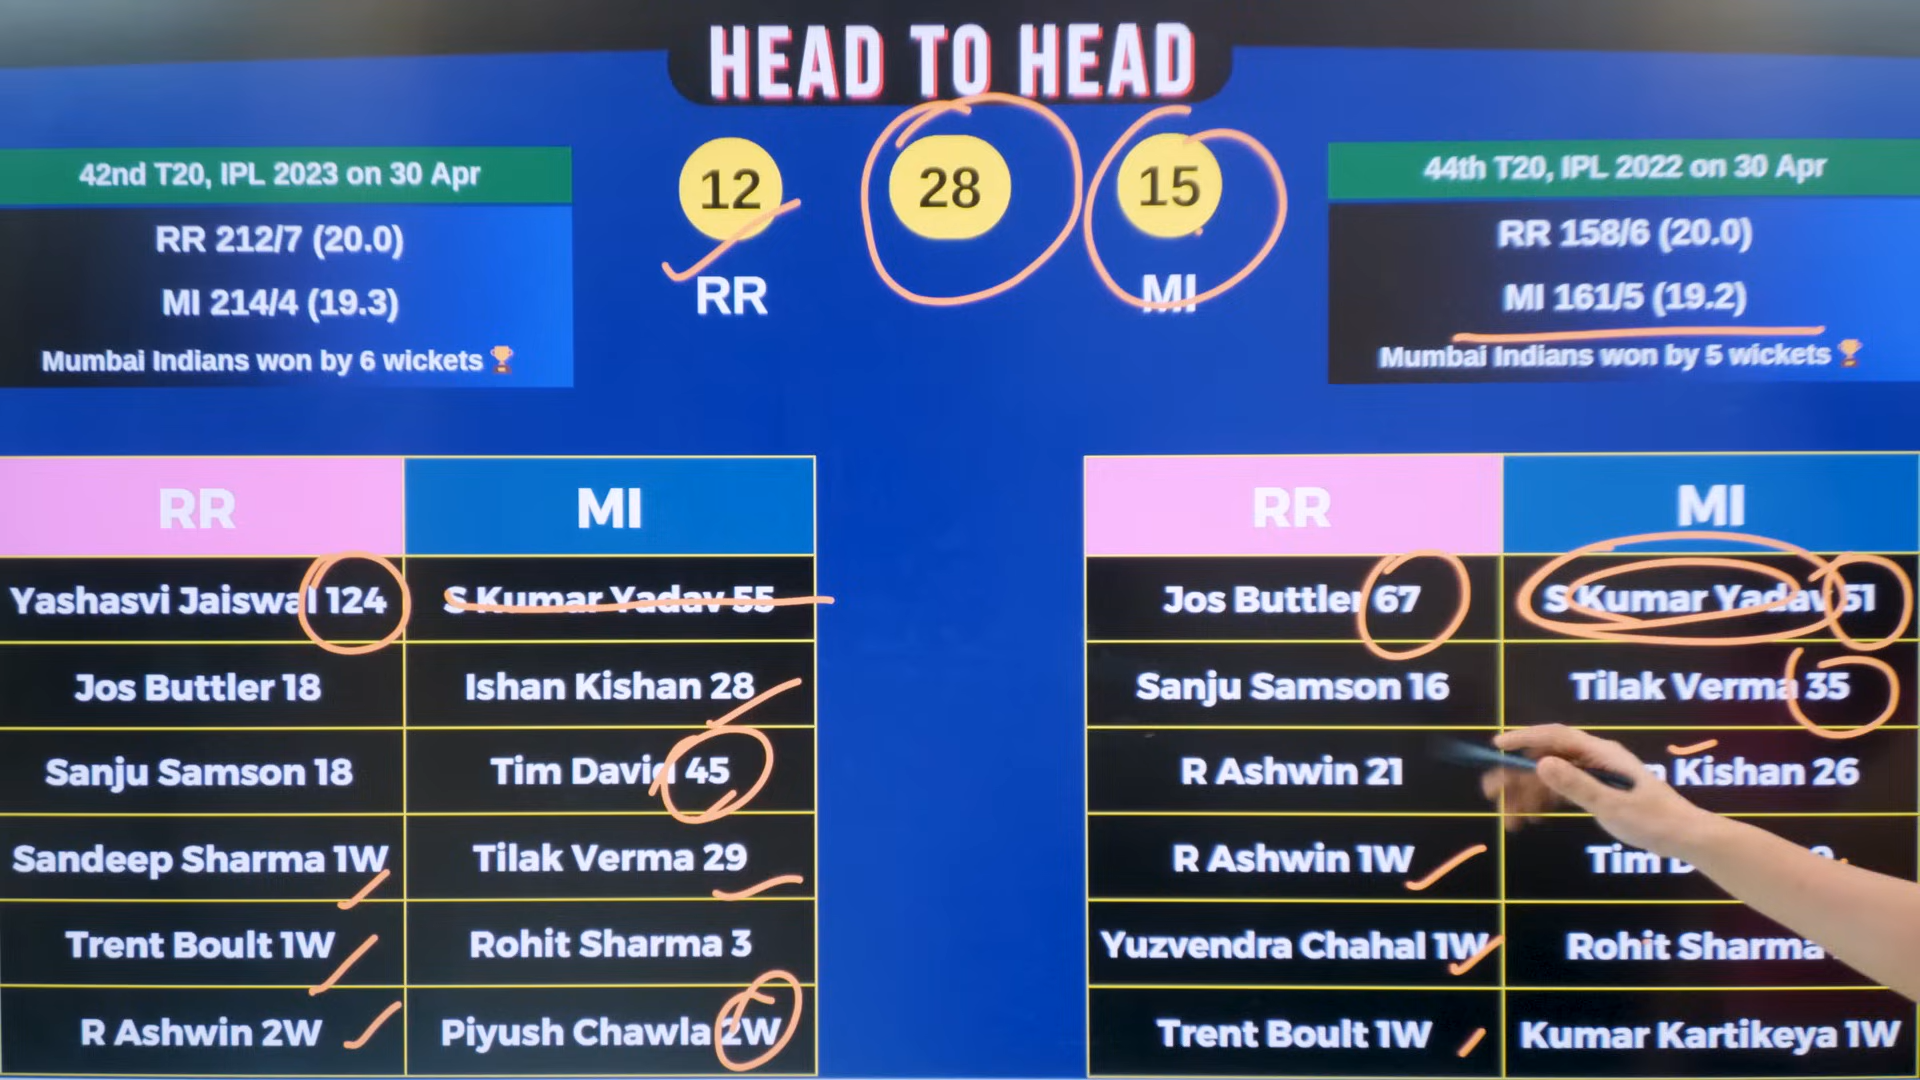 HEAD TO HEAD
42nd T20, IPL 2023 on 30 Apr
RR 212/7 (20.0)
MI 214/4 (19.3)
Mumbai Indians won by 6 wickets
12
RR
28
15
MI
44th T20, IPL 2022 on 30 Apr
RR 158/6 (20.0)
MI 161/5 (19.2)
Mumbai Indians won by 5 wickets
RR MI
Yashasvi Jaiswal 124 S Kumar Yadav 55
Jos Buttler 18 Ishan Kishan 28
Sanju Samson 18 Tim David 45
Sandeep Sharma 1W Tilak Verma 29
Trent Boult 1W Rohit Sharma 3
R Ashwin 2W Piyush Chawla 2W
RR MI
Jos Buttler 67 S Kumar Yadav 51
Sanju Samson 16 Tilak Verma 35
R Ashwin 21 Kishan 26
R Ashwin 1W Tim
Yuzvendra Chahal 1W Rohit Sharma
Trent Boult 1W Kumar Kartikeya 1W